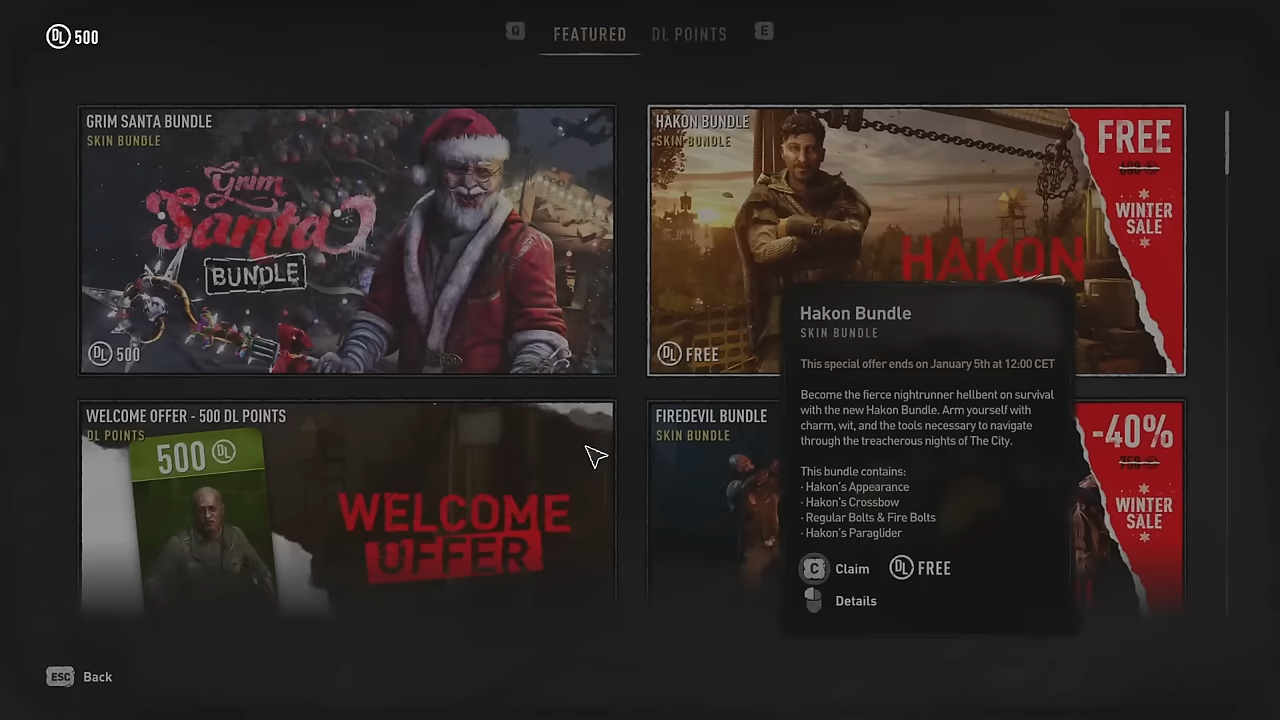 DL 500
Q
FEATURED
DL POINTS
E
GRIM SANTA BUNDLE
SKIN BUNDLE
Grim
Santa
BUNDLE
DL 500
HAKON BUNDLE
SKIN BUNDLE
FREE
600
WINTER
SALE
HAKON
DL FREE
Hakon Bundle
SKIN BUNDLE
This special offer ends on January 5th at 12:00 CET
Become the fierce nightrunner hellbent on survival
with the new Hakon Bundle. Arm yourself with
charm, wit, and the tools necessary to navigate
through the treacherous nights of The City.
This bundle contains:
· Hakon's Appearance
· Hakon's Crossbow
· Regular Bolts & Fire Bolts
· Hakon's Paraglider
C Claim DL FREE
Details
WELCOME OFFER - 500 DL POINTS
DL POINTS
500 DL
WELCOME
OFFER
FIREDEVIL BUNDLE
SKIN BUNDLE
-40%
750
WINTER
SALE
ESC Back